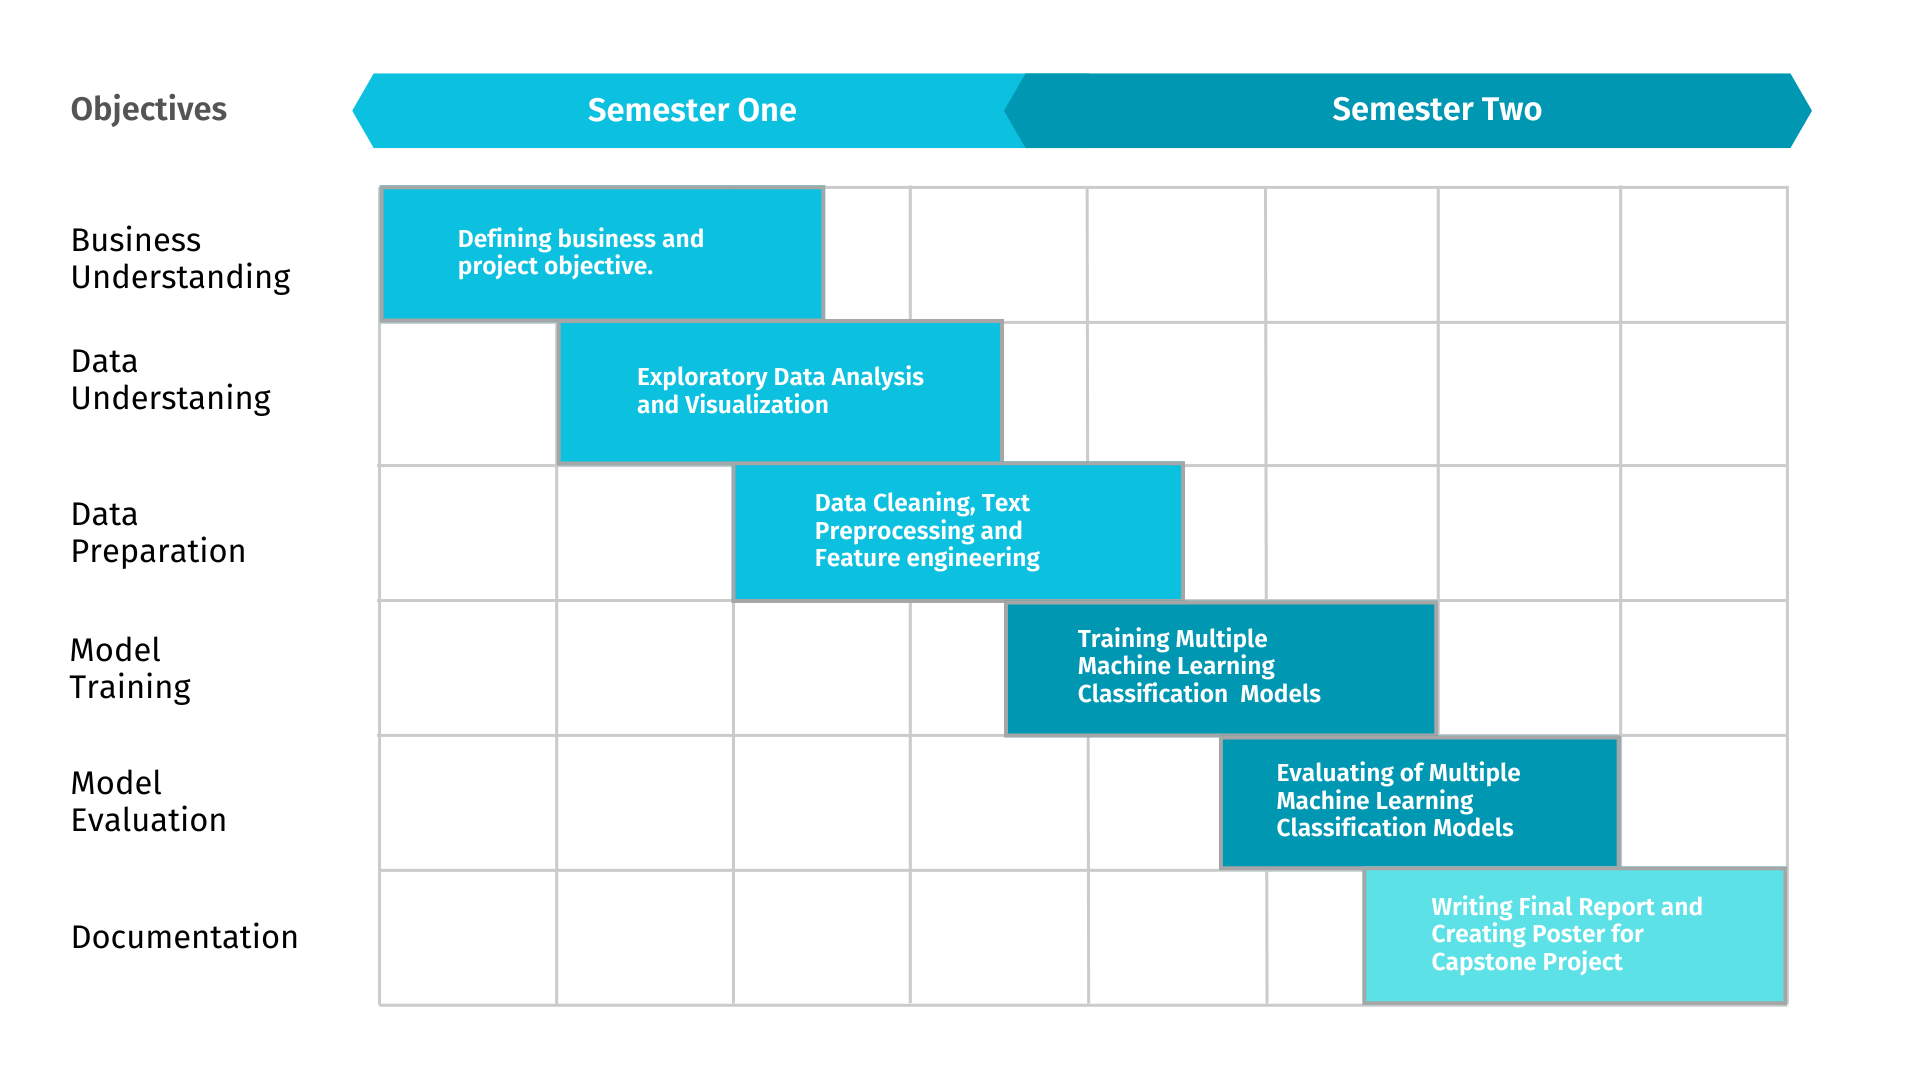 Objectives
Semester One
Semester Two
Business
Understanding
Defining business and
project objective.
Data
Understaning
Exploratory Data Analysis
and Visualization
Data
Preparation
Data Cleaning, Text
Preprocessing and
Feature engineering
Model
Training
Training Multiple
Machine Learning
Classification  Models
Model
Evaluation
Evaluating of Multiple
Machine Learning
Classification Models
Documentation
Writing Final Report and
Creating Poster for
Capstone Project